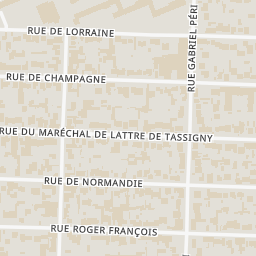 RUE DE LORRAINE
RUE GABRIEL PÉRI
RUE DE CHAMPAGNE
RUE DU MARÉCHAL DE LATTRE DE TASSIGNY
RUE DE NORMANDIE
RUE ROGER FRANÇOIS